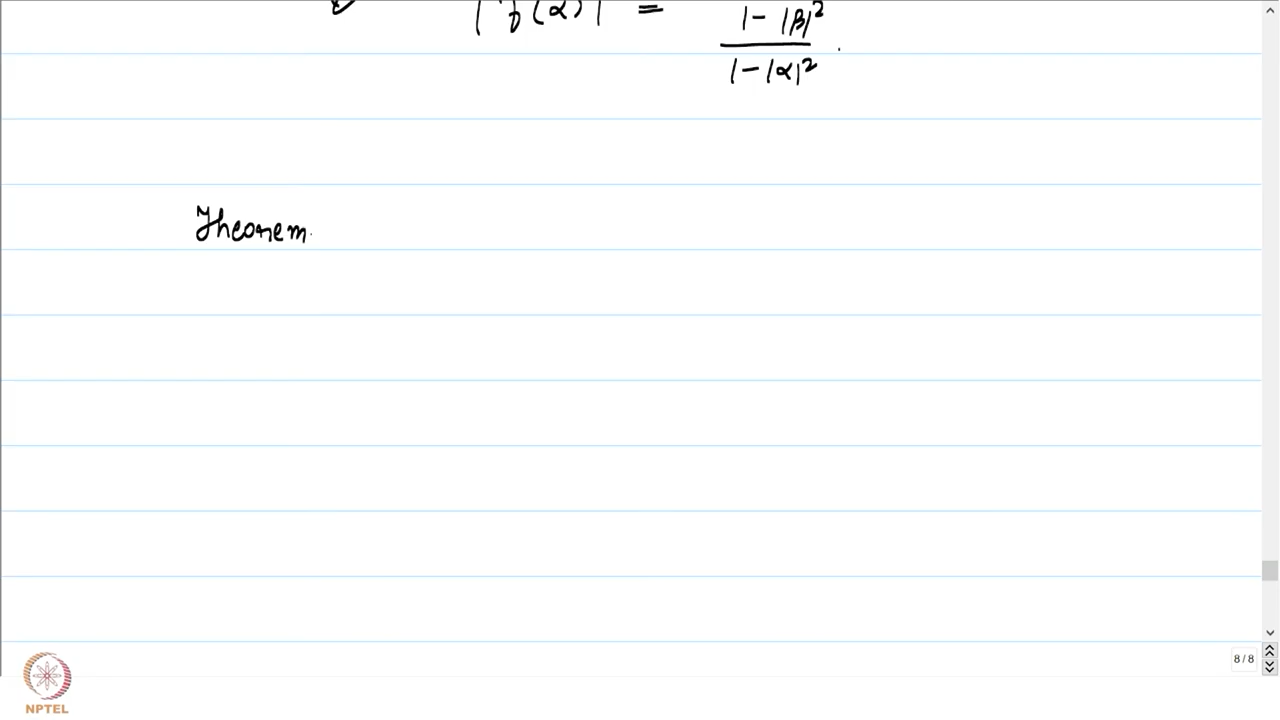 |f'(α)| = 1 - |β|²
1 - |α|²
Theorem
8 / 8
NPTEL